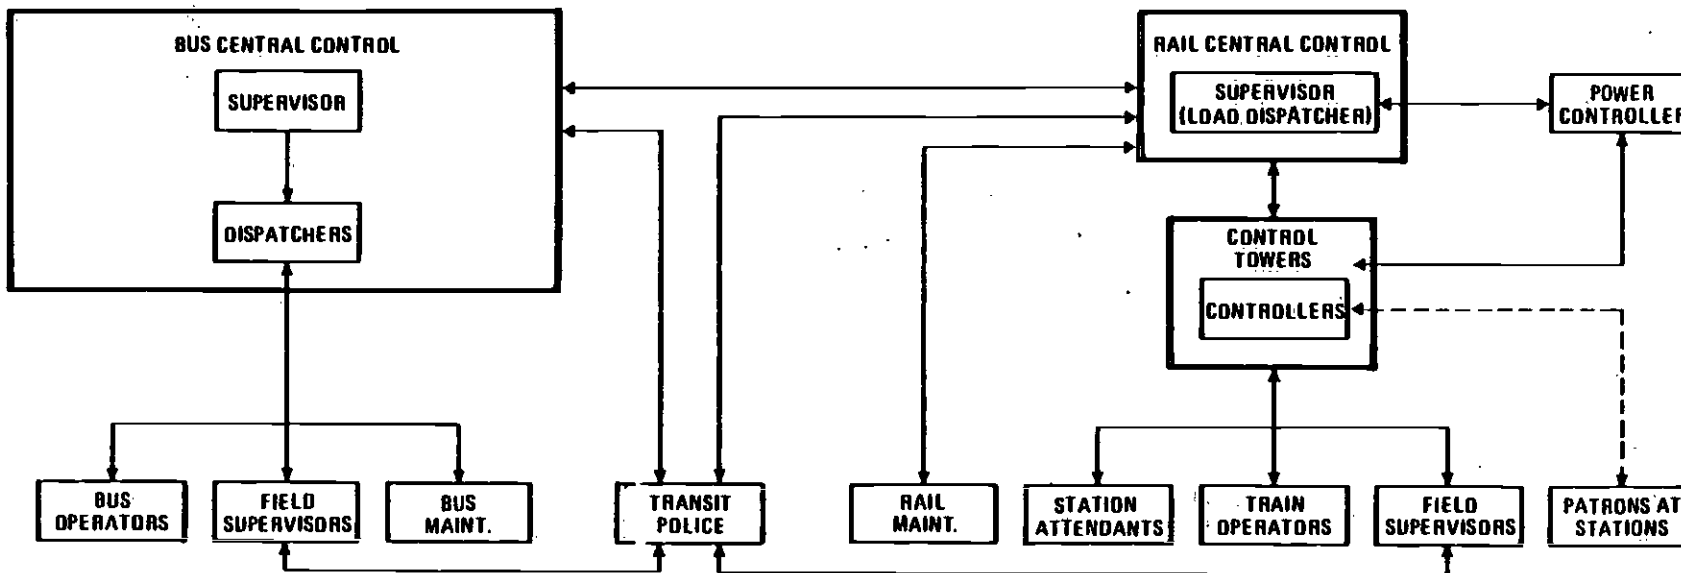 BUS CENTRAL CONTROL
SUPERVISOR
DISPATCHERS
RAIL CENTRAL CONTROL
SUPERVISOR
(LOAD DISPATCHER)
POWER
CONTROLLER
CONTROL
TOWERS
CONTROLLERS
BUS
OPERATORS
FIELD
SUPERVISORS
BUS
MAINT.
TRANSIT
POLICE
RAIL
MAINT.
STATION
ATTENDANTS
TRAIN
OPERATORS
FIELD
SUPERVISORS
PATRONS AT
STATIONS